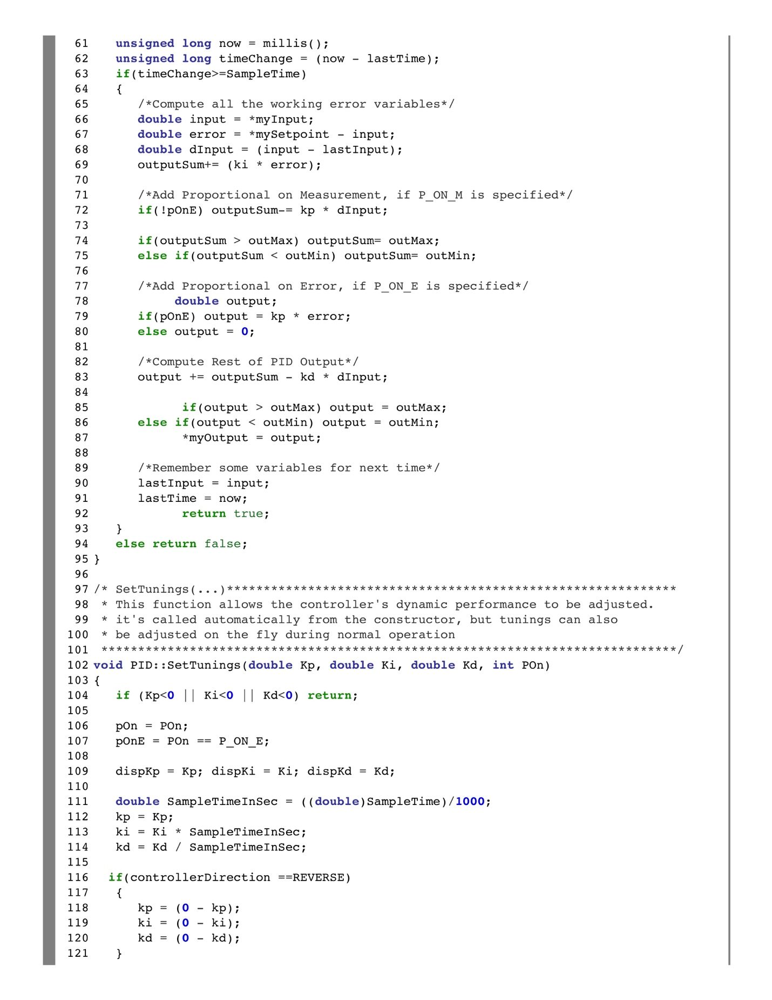 61 unsigned long now = millis();
62 unsigned long timeChange = (now - lastTime);
63 if(timeChange>=SampleTime)
64 {
65 /*Compute all the working error variables*/
66 double input = *myInput;
67 double error = *mySetpoint - input;
68 double dInput = (input - lastInput);
69 outputSum+= (ki * error);
70
71 /*Add Proportional on Measurement, if P_ON_M is specified*/
72 if(!pOnE) outputSum-= kp * dInput;
73
74 if(outputSum > outMax) outputSum= outMax;
75 else if(outputSum < outMin) outputSum= outMin;
76
77 /*Add Proportional on Error, if P_ON_E is specified*/
78 double output;
79 if(pOnE) output = kp * error;
80 else output = 0;
81
82 /*Compute Rest of PID Output*/
83 output += outputSum - kd * dInput;
84
85 if(output > outMax) output = outMax;
86 else if(output < outMin) output = outMin;
87 *myOutput = output;
88
89 /*Remember some variables for next time*/
90 lastInput = input;
91 lastTime = now;
92 return true;
93 }
94 else return false;
95 }
96
97 /* SetTunings(...)*************************************************************
98 * This function allows the controller's dynamic performance to be adjusted.
99 * it's called automatically from the constructor, but tunings can also
100 * be adjusted on the fly during normal operation
101 ******************************************************************************/
102 void PID::SetTunings(double Kp, double Ki, double Kd, int POn)
103 {
104 if (Kp<0 || Ki<0 || Kd<0) return;
105
106 pOn = POn;
107 pOnE = POn == P_ON_E;
108
109 dispKp = Kp; dispKi = Ki; dispKd = Kd;
110
111 double SampleTimeInSec = ((double)SampleTime)/1000;
112 kp = Kp;
113 ki = Ki * SampleTimeInSec;
114 kd = Kd / SampleTimeInSec;
115
116 if(controllerDirection ==REVERSE)
117 {
118 kp = (0 - kp);
119 ki = (0 - ki);
120 kd = (0 - kd);
121 }